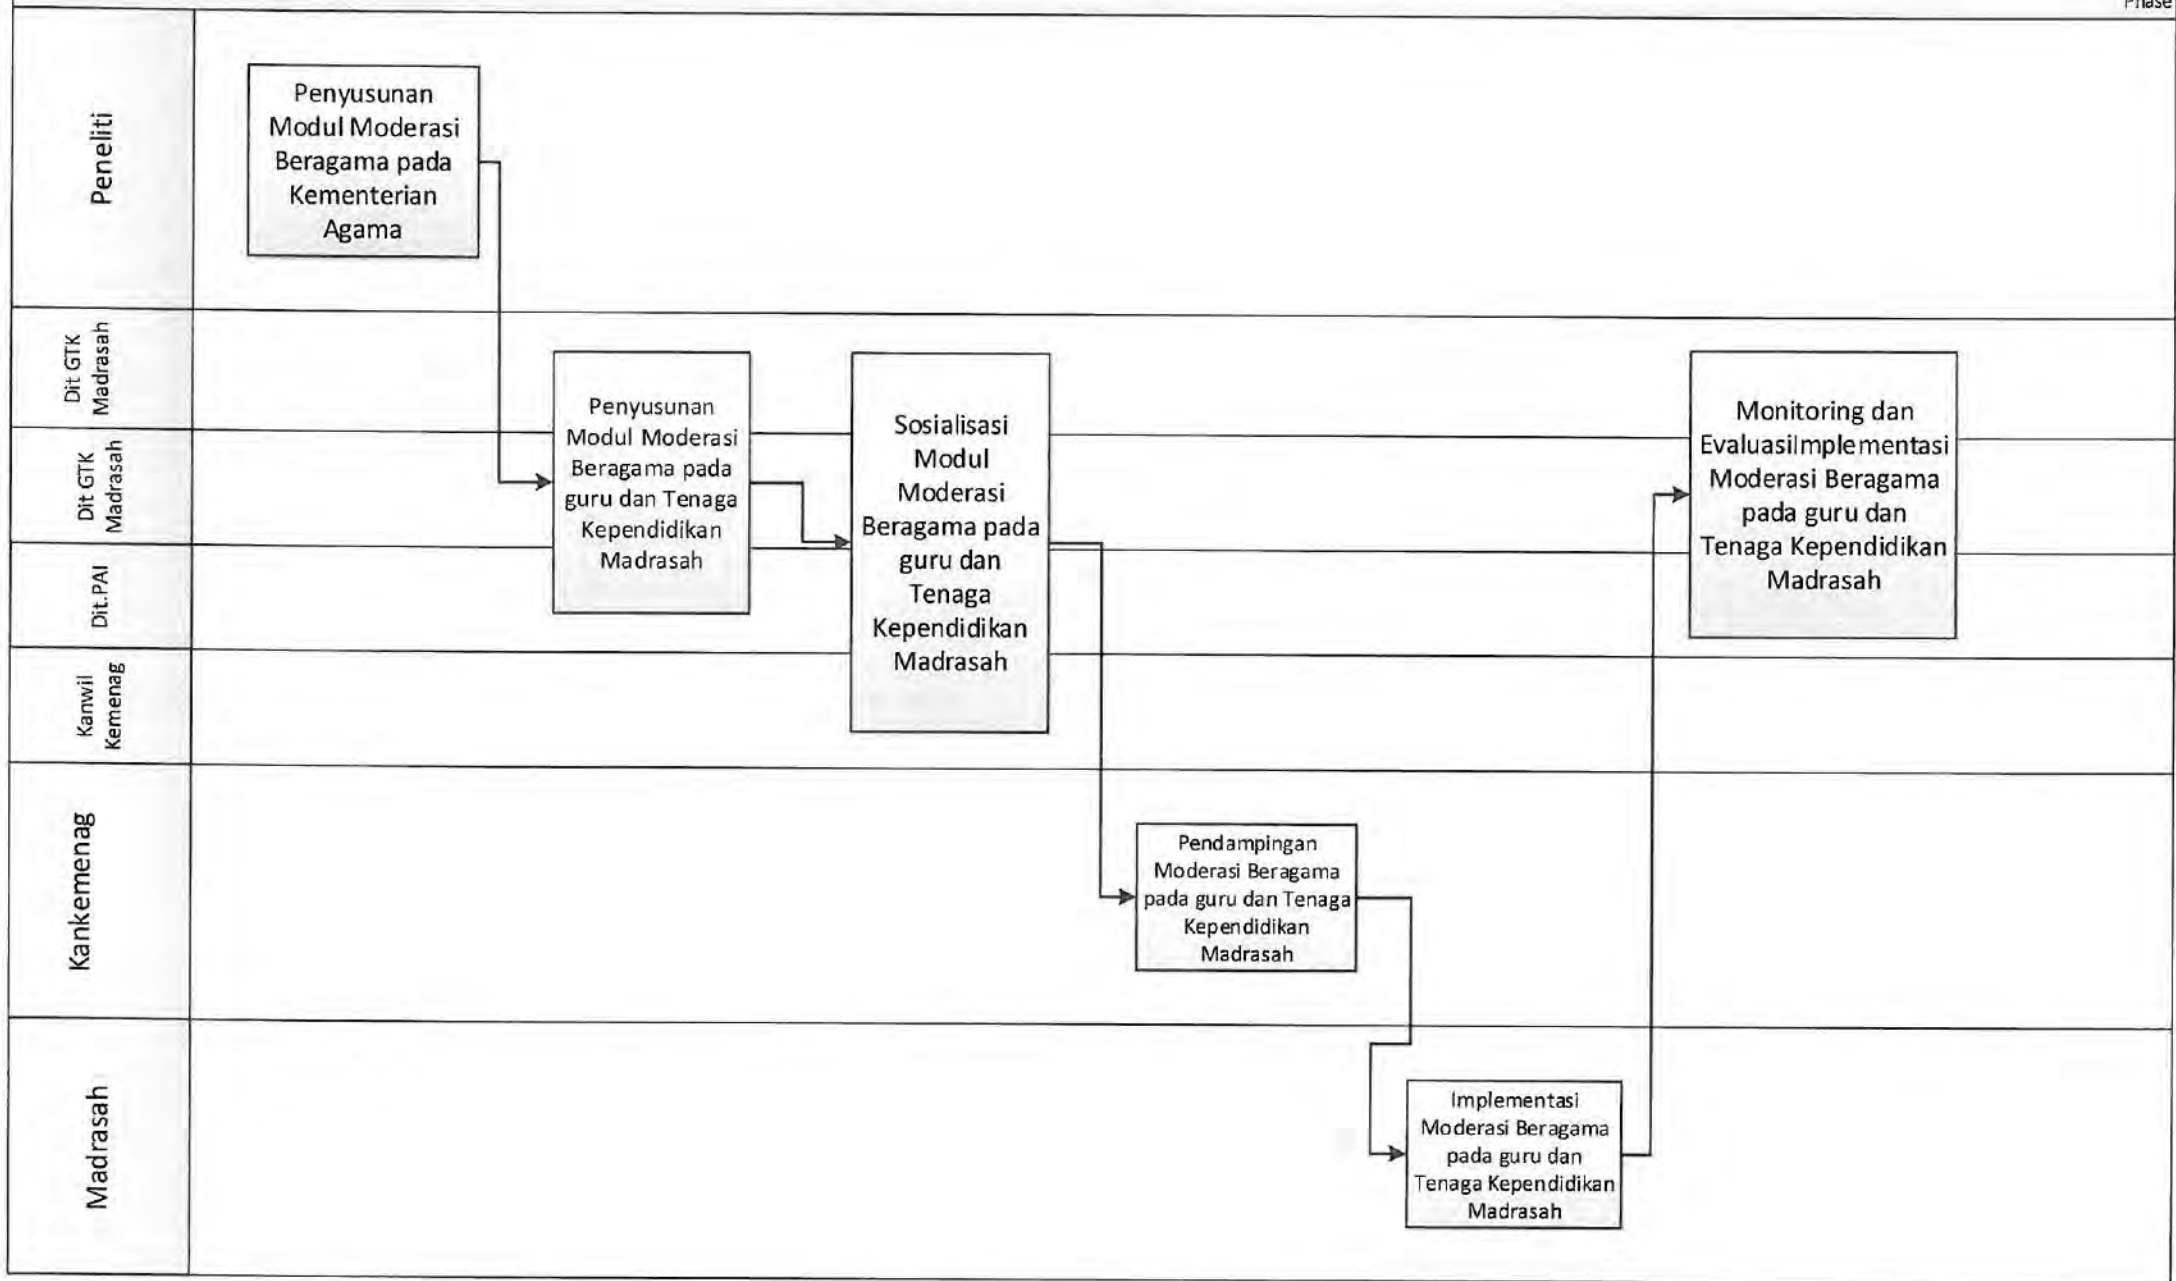 Phase
Peneliti
Penyusunan
Modul Moderasi
Beragama pada
Kementerian
Agama
Dit GTK
Madrasah
Dit GTK
Madrasah
Dit.PAI
Kanwil
Kemenag
Penyusunan
Modul Moderasi
Beragama pada
guru dan Tenaga
Kependidikan
Madrasah
Sosialisasi
Modul
Moderasi
Beragama pada
guru dan
Tenaga
Kependidikan
Madrasah
Monitoring dan
EvaluasiImplementasi
Moderasi Beragama
pada guru dan
Tenaga Kependidikan
Madrasah
Kankemenag
Pendampingan
Moderasi Beragama
pada guru dan Tenaga
Kependidikan
Madrasah
Madrasah
Implementasi
Moderasi Beragama
pada guru dan
Tenaga Kependidikan
Madrasah